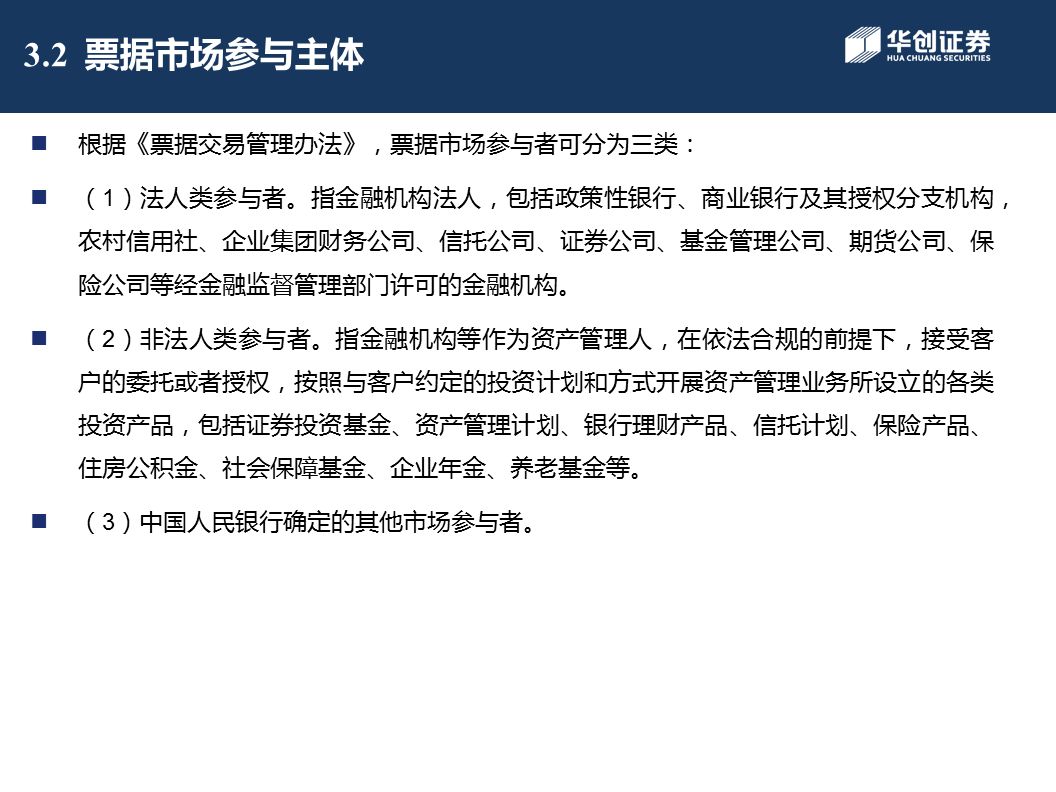 3.2 票据市场参与主体
华创证券
HUA CHUANG SECURITIES
根据《票据交易管理办法》，票据市场参与者可分为三类：
（1）法人类参与者。指金融机构法人，包括政策性银行、商业银行及其授权分支机构，
农村信用社、企业集团财务公司、信托公司、证券公司、基金管理公司、期货公司、保
险公司等经金融监督管理部门许可的金融机构。
（2）非法人类参与者。指金融机构等作为资产管理人，在依法合规的前提下，接受客
户的委托或者授权，按照与客户约定的投资计划和方式开展资产管理业务所设立的各类
投资产品，包括证券投资基金、资产管理计划、银行理财产品、信托计划、保险产品、
住房公积金、社会保障基金、企业年金、养老基金等。
（3）中国人民银行确定的其他市场参与者。